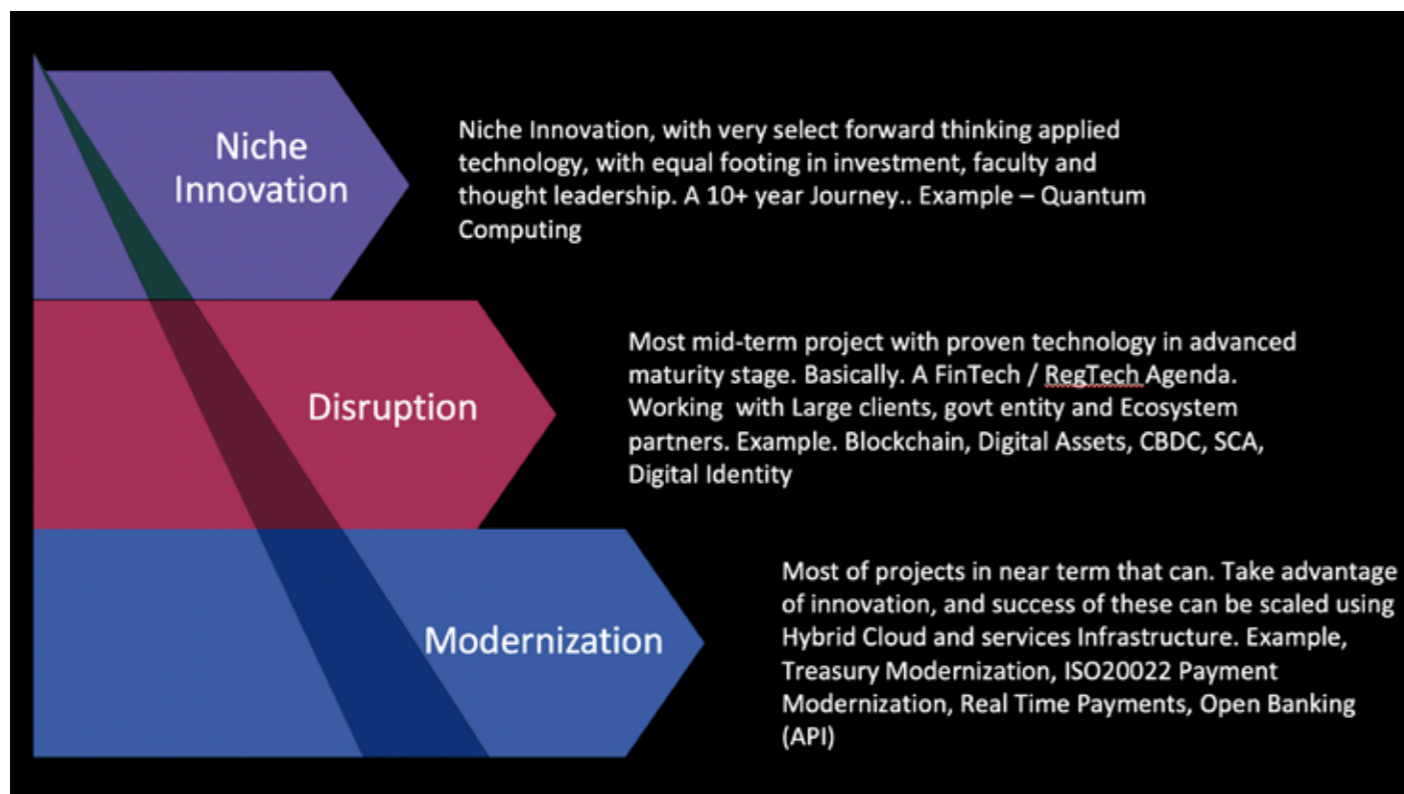 Niche
Innovation
Niche Innovation, with very select forward thinking applied
technology, with equal footing in investment, faculty and
thought leadership. A 10+ year Journey.. Example – Quantum
Computing
Disruption
Most mid-term project with proven technology in advanced
maturity stage. Basically. A FinTech / RegTech Agenda.
Working  with Large clients, govt entity and Ecosystem
partners. Example. Blockchain, Digital Assets, CBDC, SCA,
Digital Identity
Modernization
Most of projects in near term that can. Take advantage
of innovation, and success of these can be scaled using
Hybrid Cloud and services Infrastructure. Example,
Treasury Modernization, ISO20022 Payment
Modernization, Real Time Payments, Open Banking
(API)